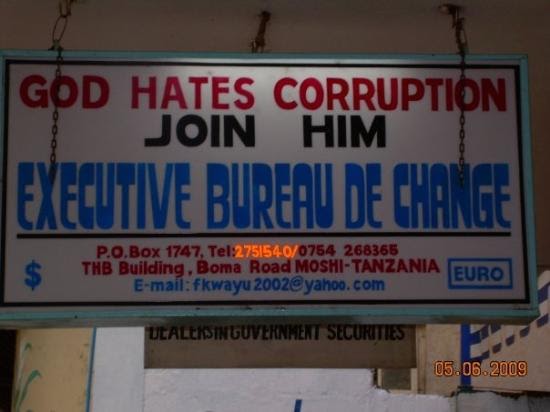 GOD HATES CORRUPTION
JOIN HIM
EXECUTIVE BUREAU DE CHANGE
P.O.Box 1747, Tel:2751540/0754 268365
THB Building, Boma Road MOSHI-TANZANIA
E-mail: fkwayu2002@yahoo.com
$
EURO
DEALERS IN GOVERNMENT SECURITIES
05.06.2009